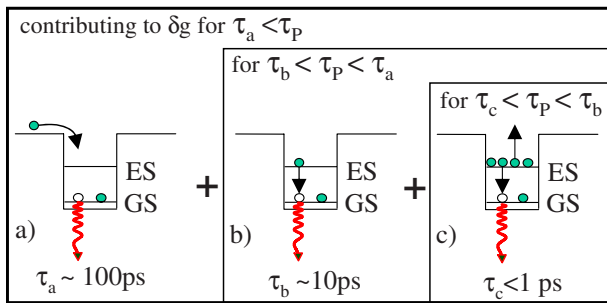 contributing to δg for τa <τP
for τb < τP < τa
for τc < τP < τb
ES
GS
a)
τa ~ 100ps
+
ES
GS
b)
τb ~10ps
+
ES
GS
c)
τc<1 ps